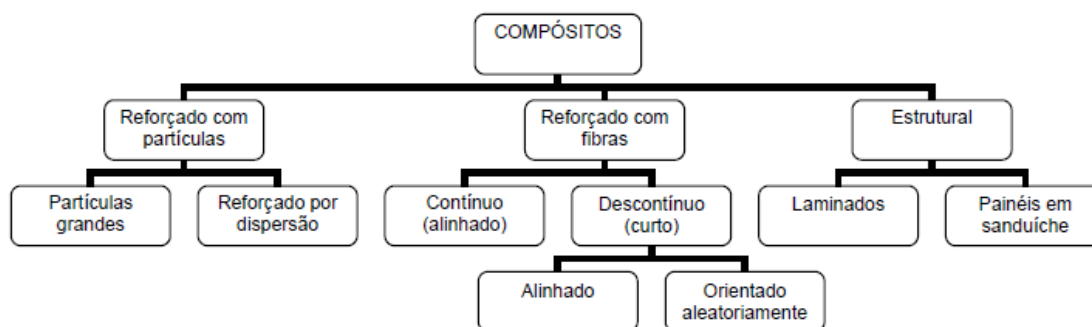 COMPÓSITOS
Reforçado com
partículas
Reforçado com
fibras
Estrutural
Partículas
grandes
Reforçado por
dispersão
Contínuo
(alinhado)
Descontínuo
(curto)
Laminados
Painéis em
sanduíche
Alinhado
Orientado
aleatoriamente